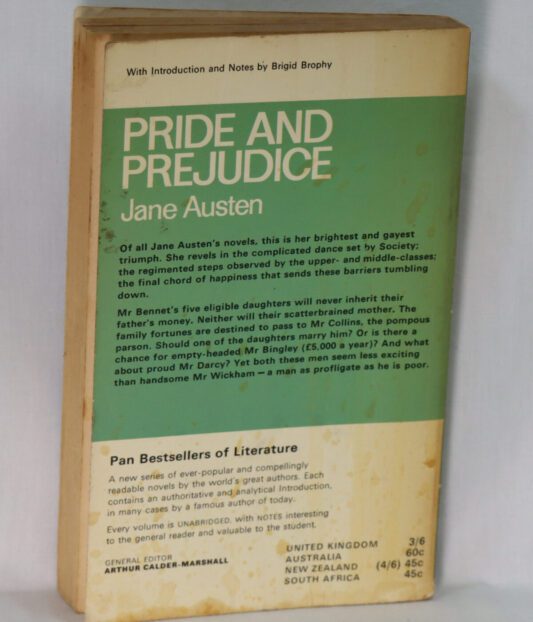 With Introduction and Notes by Brigid Brophy
PRIDE AND
PREJUDICE
Jane Austen
Of all Jane Austen's novels, this is her brightest and gayest
triumph. She revels in the complicated dance set by Society;
the regimented steps observed by the upper- and middle-classes;
the final chord of happiness that sends these barriers tumbling
down.
Mr Bennet's five eligible daughters will never inherit their
father's money. Neither will their scatterbrained mother. The
family fortunes are destined to pass to Mr Collins, the pompous
parson. Should one of the daughters marry him? Or is there a
chance for empty-headed Mr Bingley (£5,000 a year)? And what
about proud Mr Darcy? Yet both these men seem less exciting
than handsome Mr Wickham – a man as profligate as he is poor.
Pan Bestsellers of Literature
A new series of ever-popular and compellingly
readable novels by the world's great authors. Each
contains an authoritative and analytical Introduction,
in many cases by a famous author of today.
Every volume is UNABRIDGED, with NOTES interesting
to the general reader and valuable to the student.
GENERAL EDITOR
ARTHUR CALDER-MARSHALL
UNITED KINGDOM 3/6
AUSTRALIA 60c
NEW ZEALAND (4/6) 45c
SOUTH AFRICA 45c